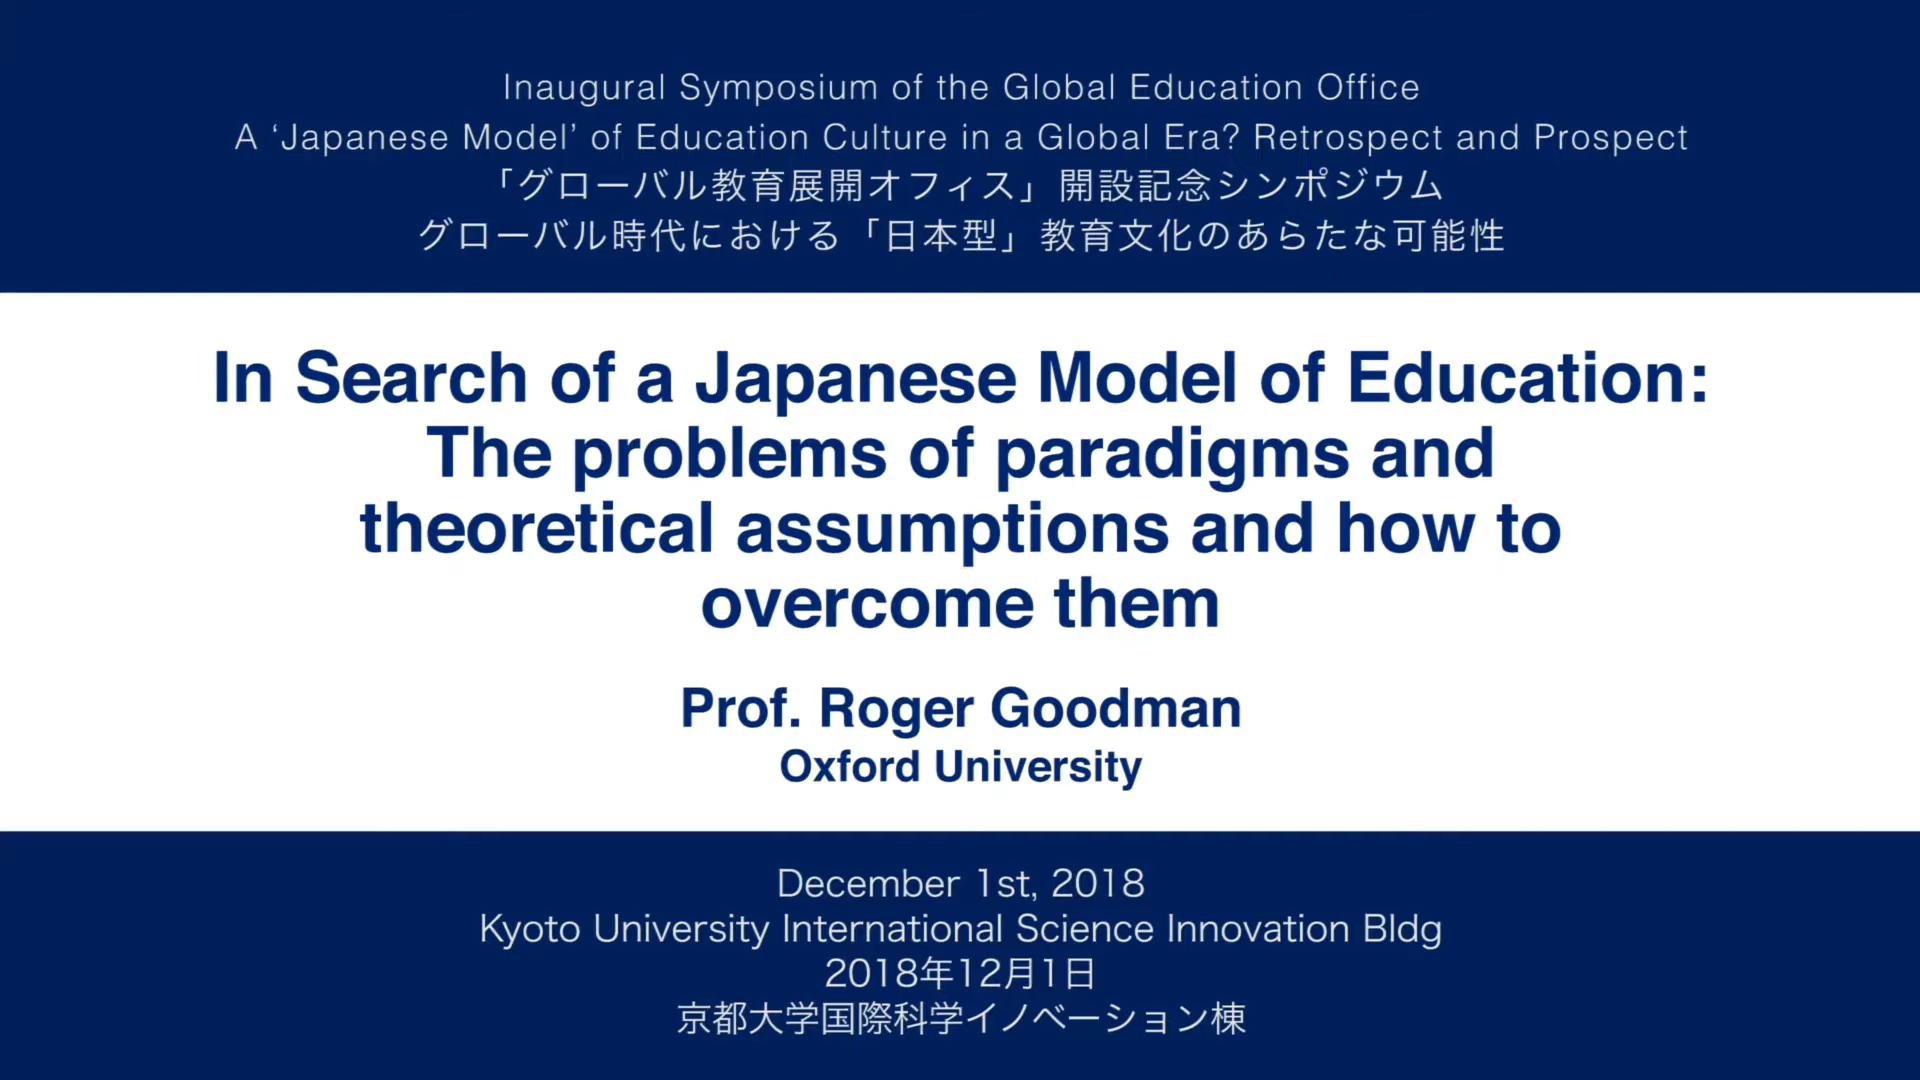 Inaugural Symposium of the Global Education Office
A ‘Japanese Model’ of Education Culture in a Global Era? Retrospect and Prospect
「グローバル教育展開オフィス」開設記念シンポジウム
グローバル時代における「日本型」教育文化のあらたな可能性
In Search of a Japanese Model of Education:
The problems of paradigms and
theoretical assumptions and how to
overcome them
Prof. Roger Goodman
Oxford University
December 1st, 2018
Kyoto University International Science Innovation Bldg
2018年12月1日
京都大学国際科学イノベーション棟